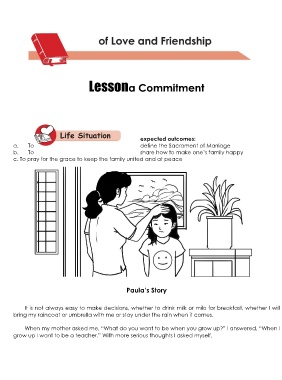 of Love and Friendship
Lessona Commitment
Life Situation
expected outcomes:
a. To define the Sacrament of Marriage
b. To share how to make one's family happy
c. To pray for the grace to keep the family united and at peace
Paula's Story
It is not always easy to make decisions, whether to drink milk or milo for breakfast, whether I will
bring my raincoat or umbrella with me or stay under the rain when it comes.
When my mother asked me, "What do you want to be when you grow up?" I answered, "When I
grow up I want to be a teacher." With more serious thoughts I asked myself,